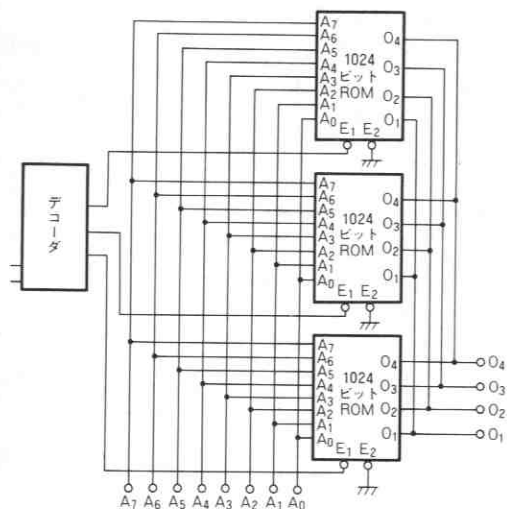 A7
A6
A5
A4
A3
A2
A1
A0
1024
ビット
ROM
O4
O3
O2
O1
E1 E2
デコーダ
A7
A6
A5
A4
A3
A2
A1
A0
1024
ビット
ROM
O4
O3
O2
O1
E1 E2
A7
A6
A5
A4
A3
A2
A1
A0
1024
ビット
ROM
O4
O3
O2
O1
E1 E2
O4
O3
O2
O1
A7 A6 A5 A4 A3 A2 A1 A0